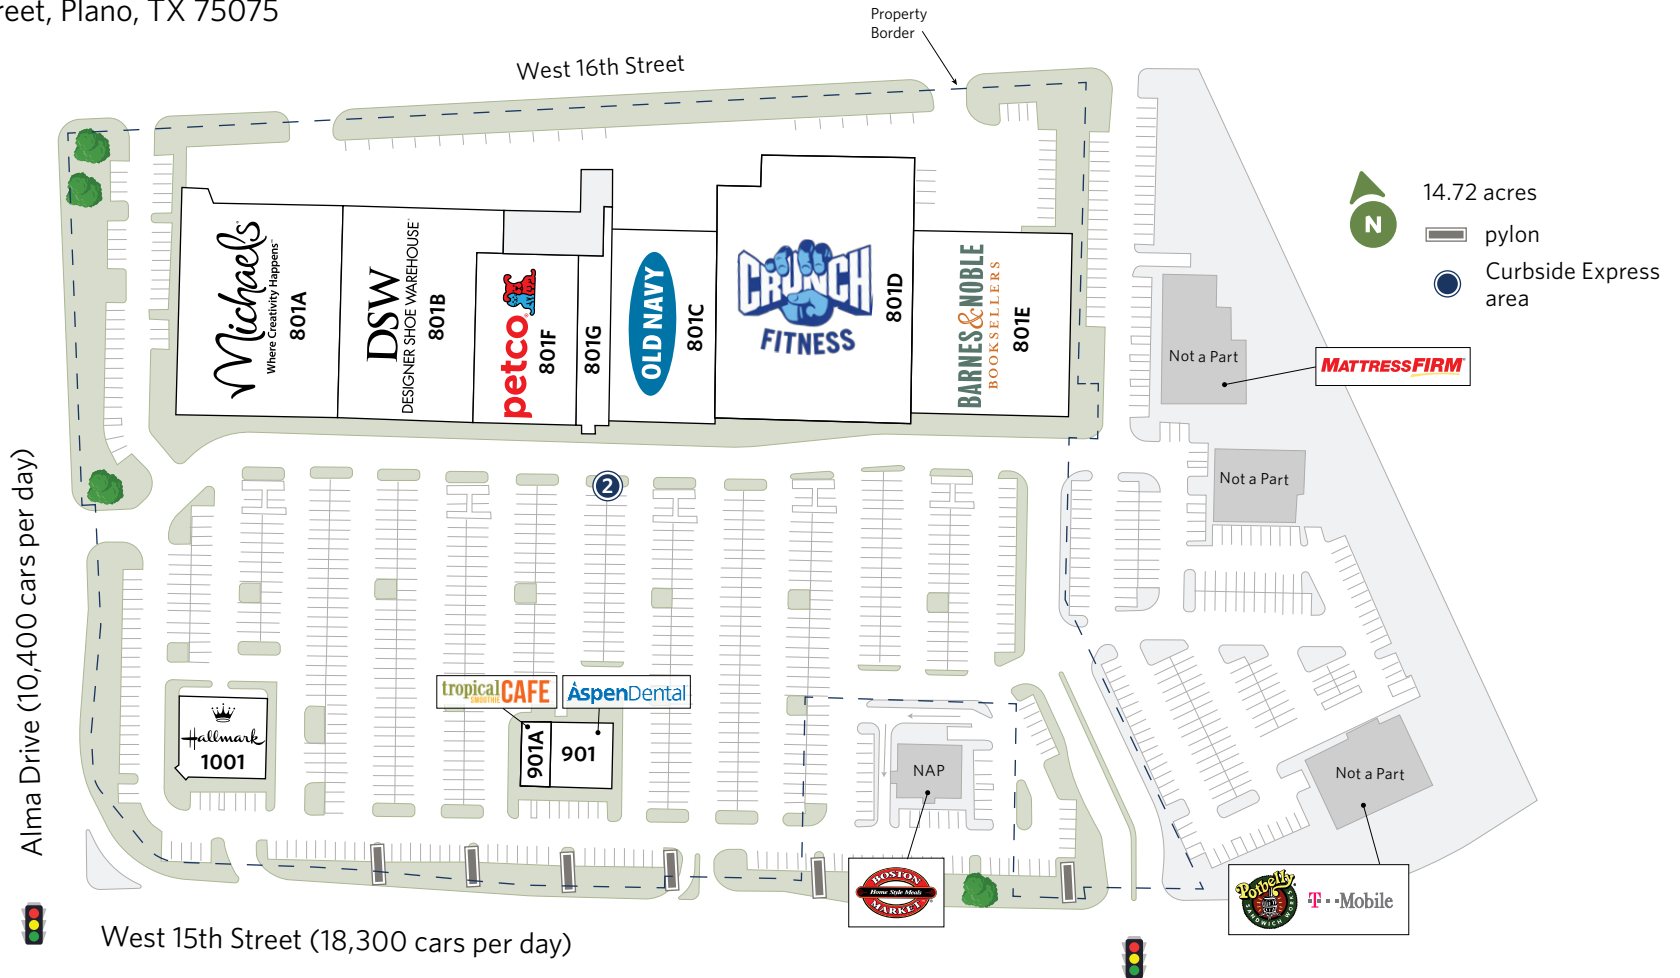 reet, Plano, TX 75075
Property
Border
West 16th Street
N
14.72 acres
pylon
Curbside Express
area
Michaels
Where Creativity Happens™
801A
DSW
DESIGNER SHOE WAREHOUSE
801B
petco
801F
801G
OLD NAVY
801C
CRUNCH
FITNESS
801D
BARNES & NOBLE
BOOKSELLERS
801E
Not a Part
MATTRESSFIRM
Not a Part
2
Alma Drive (10,400 cars per day)
tropical
SMOOTHIE
CAFE
AspenDental
Hallmark
1001
901A
901
NAP
Not a Part
BOSTON
Home Style Meals
MARKET
Potbelly
SANDWICH WORKS
T··Mobile
West 15th Street (18,300 cars per day)